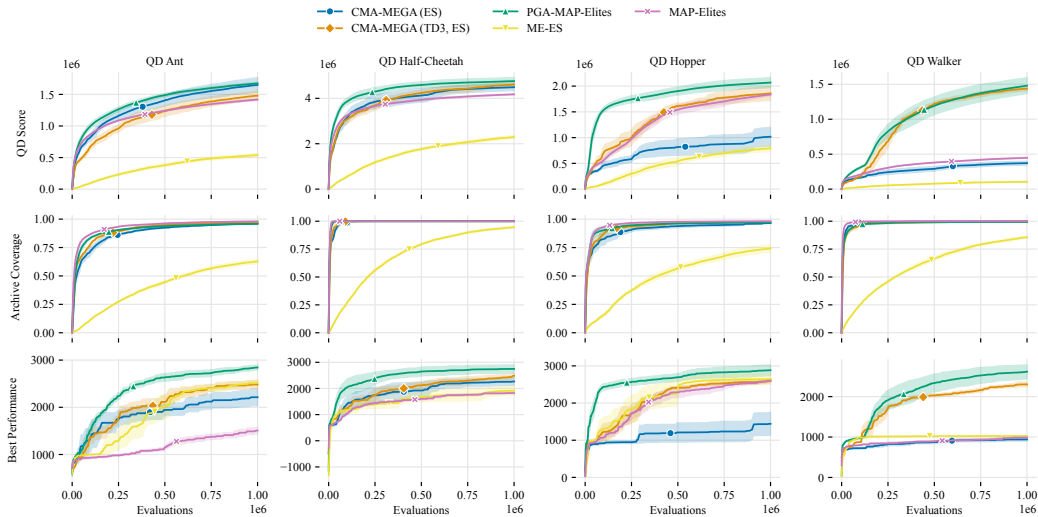 CMA-MEGA (ES) PGA-MAP-Elites MAP-Elites
CMA-MEGA (TD3, ES) ME-ES
1e6 QD Ant 1e6 QD Half-Cheetah 1e6 QD Hopper 1e6 QD Walker
QD Score
1.5 1.0 0.5 0.0
4 2 0
2.0 1.5 1.0 0.5 0.0
1.5 1.0 0.5 0.0
Archive Coverage
1.00 0.75 0.50 0.25 0.00
1.00 0.75 0.50 0.25 0.00
1.00 0.75 0.50 0.25 0.00
1.00 0.75 0.50 0.25 0.00
Best Performance
3000 2000 1000
3000 2000 1000 0 −1000
3000 2000 1000 0
2000 1000 0
0.00 0.25 0.50 0.75 1.00 0.00 0.25 0.50 0.75 1.00 0.00 0.25 0.50 0.75 1.00 0.00 0.25 0.50 0.75 1.00
Evaluations 1e6 Evaluations 1e6 Evaluations 1e6 Evaluations 1e6